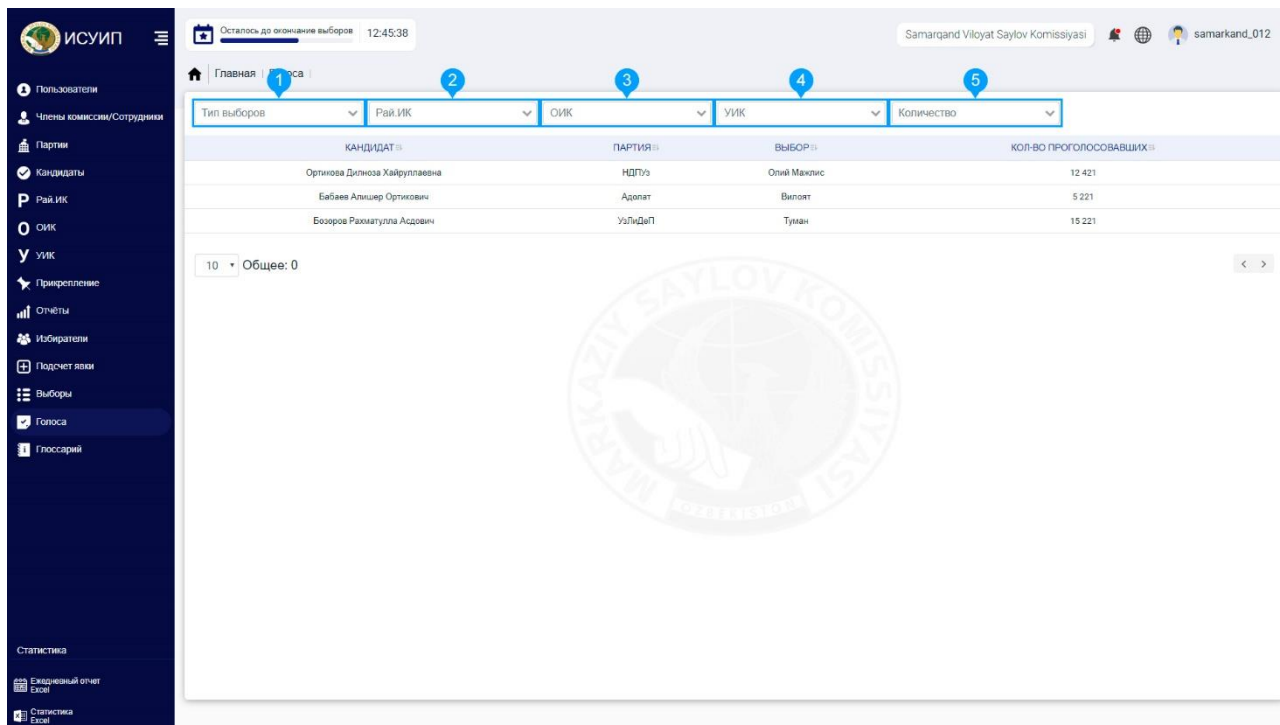 ИСУИП
Осталось до окончание выборов
12:45:38
Samarqand Viloyat Saylov Komissiyasi
samarkand_012
Главная
1
2
3
4
5
Тип выборов
Рай.ИК
ОИК
УИК
Количество
КАНДИДАТ
ПАРТИЯ
ВЫБОР
КОЛ-ВО ПРОГОЛОСОВАВШИХ
Ортикова Дилноза Хайруллаевна
НДПУз
Олий Мажлис
12 421
Бабаев Алишер Ортикович
Адолат
Вилоят
5 221
Бозоров Рахматулла Асдович
УзЛиДеП
Туман
15 221
10
Общее: 0
Пользователи
Члены комиссии/Сотрудники
Партии
Кандидаты
Р Рай.ИК
О ОИК
У УИК
Прикрепление
Отчёты
Избиратели
Подсчет явки
Выборы
Голоса
Глоссарий
Статистика
Ежедневный отчет
Excel
Статистика
Excel
MARKAZIY SAYLOV KOMISSIYASI
OZBEKISTON